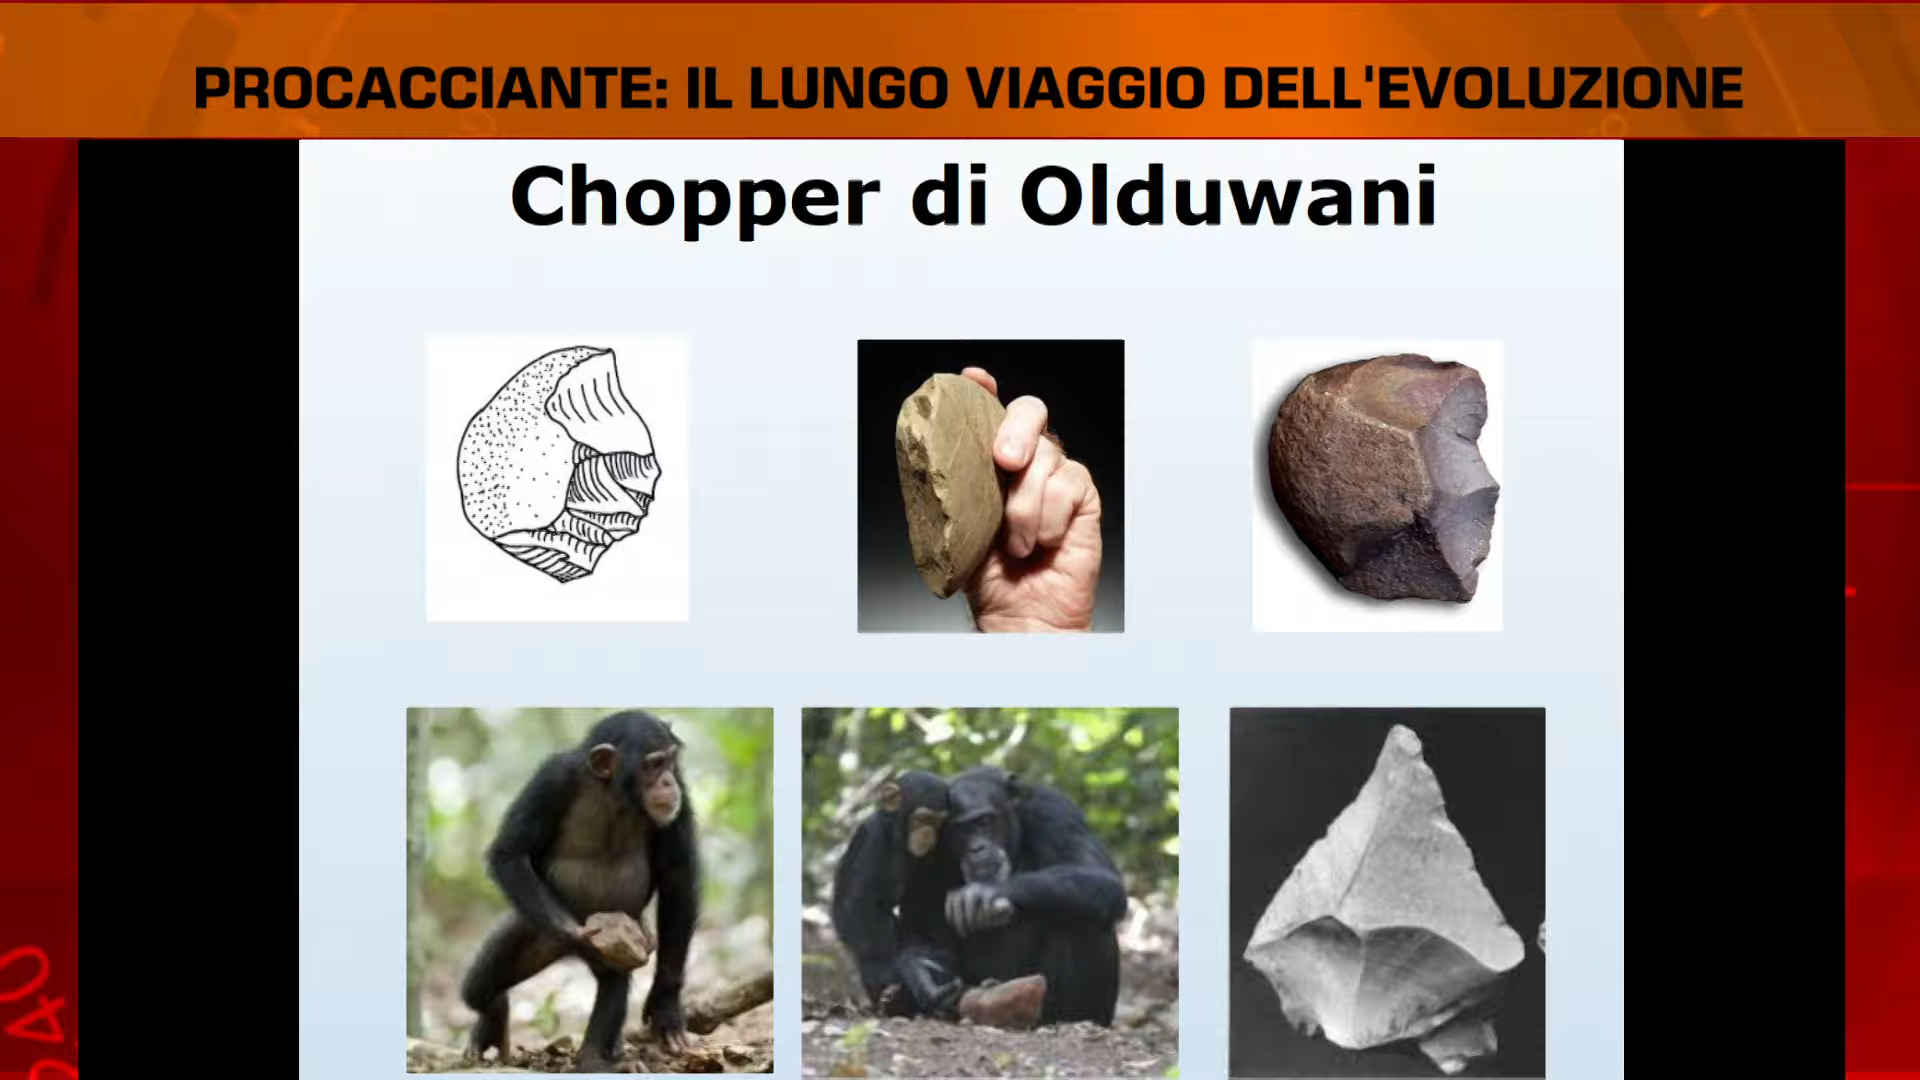 PROCACCIANTE: IL LUNGO VIAGGIO DELL'EVOLUZIONE
Chopper di Olduwani